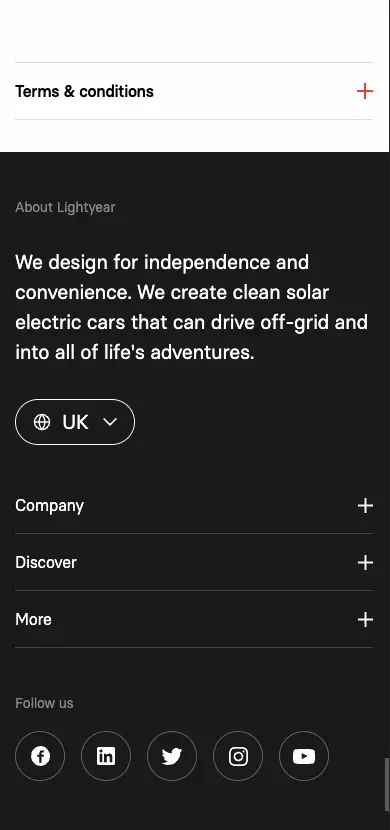 Terms & conditions
About Lightyear
We design for independence and
convenience. We create clean solar
electric cars that can drive off-grid and
into all of life's adventures.
UK
Company
Discover
More
Follow us